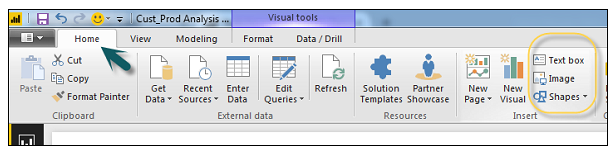 Cust_Prod Analysis ...
Visual tools
Home
View
Modeling
Format
Data / Drill
Paste
Cut
Copy
Format Painter
Clipboard
Get Data
Recent Sources
Enter Data
Edit Queries
Refresh
External data
Solution Templates
Partner Showcase
Resources
New Page
New Visual
Text box
Image
Shapes
Insert